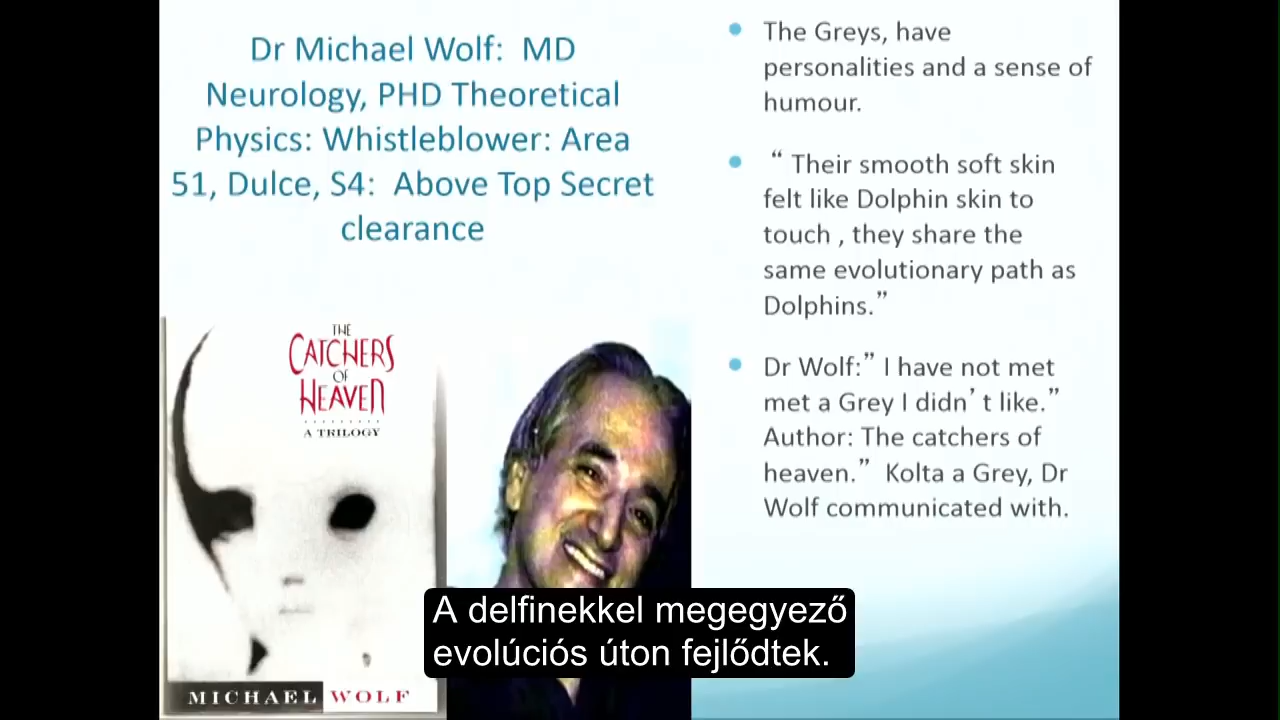 Dr Michael Wolf: MD
Neurology, PHD Theoretical
Physics: Whistleblower: Area
51, Dulce, S4: Above Top Secret
clearance
THE
CATCHERS
OF
HEAVEN
A TRILOGY
MICHAEL WOLF
The Greys, have
personalities and a sense of
humour.
“ Their smooth soft skin
felt like Dolphin skin to
touch , they share the
same evolutionary path as
Dolphins.”
Dr Wolf:” I have not met
met a Grey I didn’ t like.”
Author: The catchers of
heaven.” Kolta a Grey, Dr
Wolf communicated with.
A delfinekkel megegyező
evolúciós úton fejlődtek.